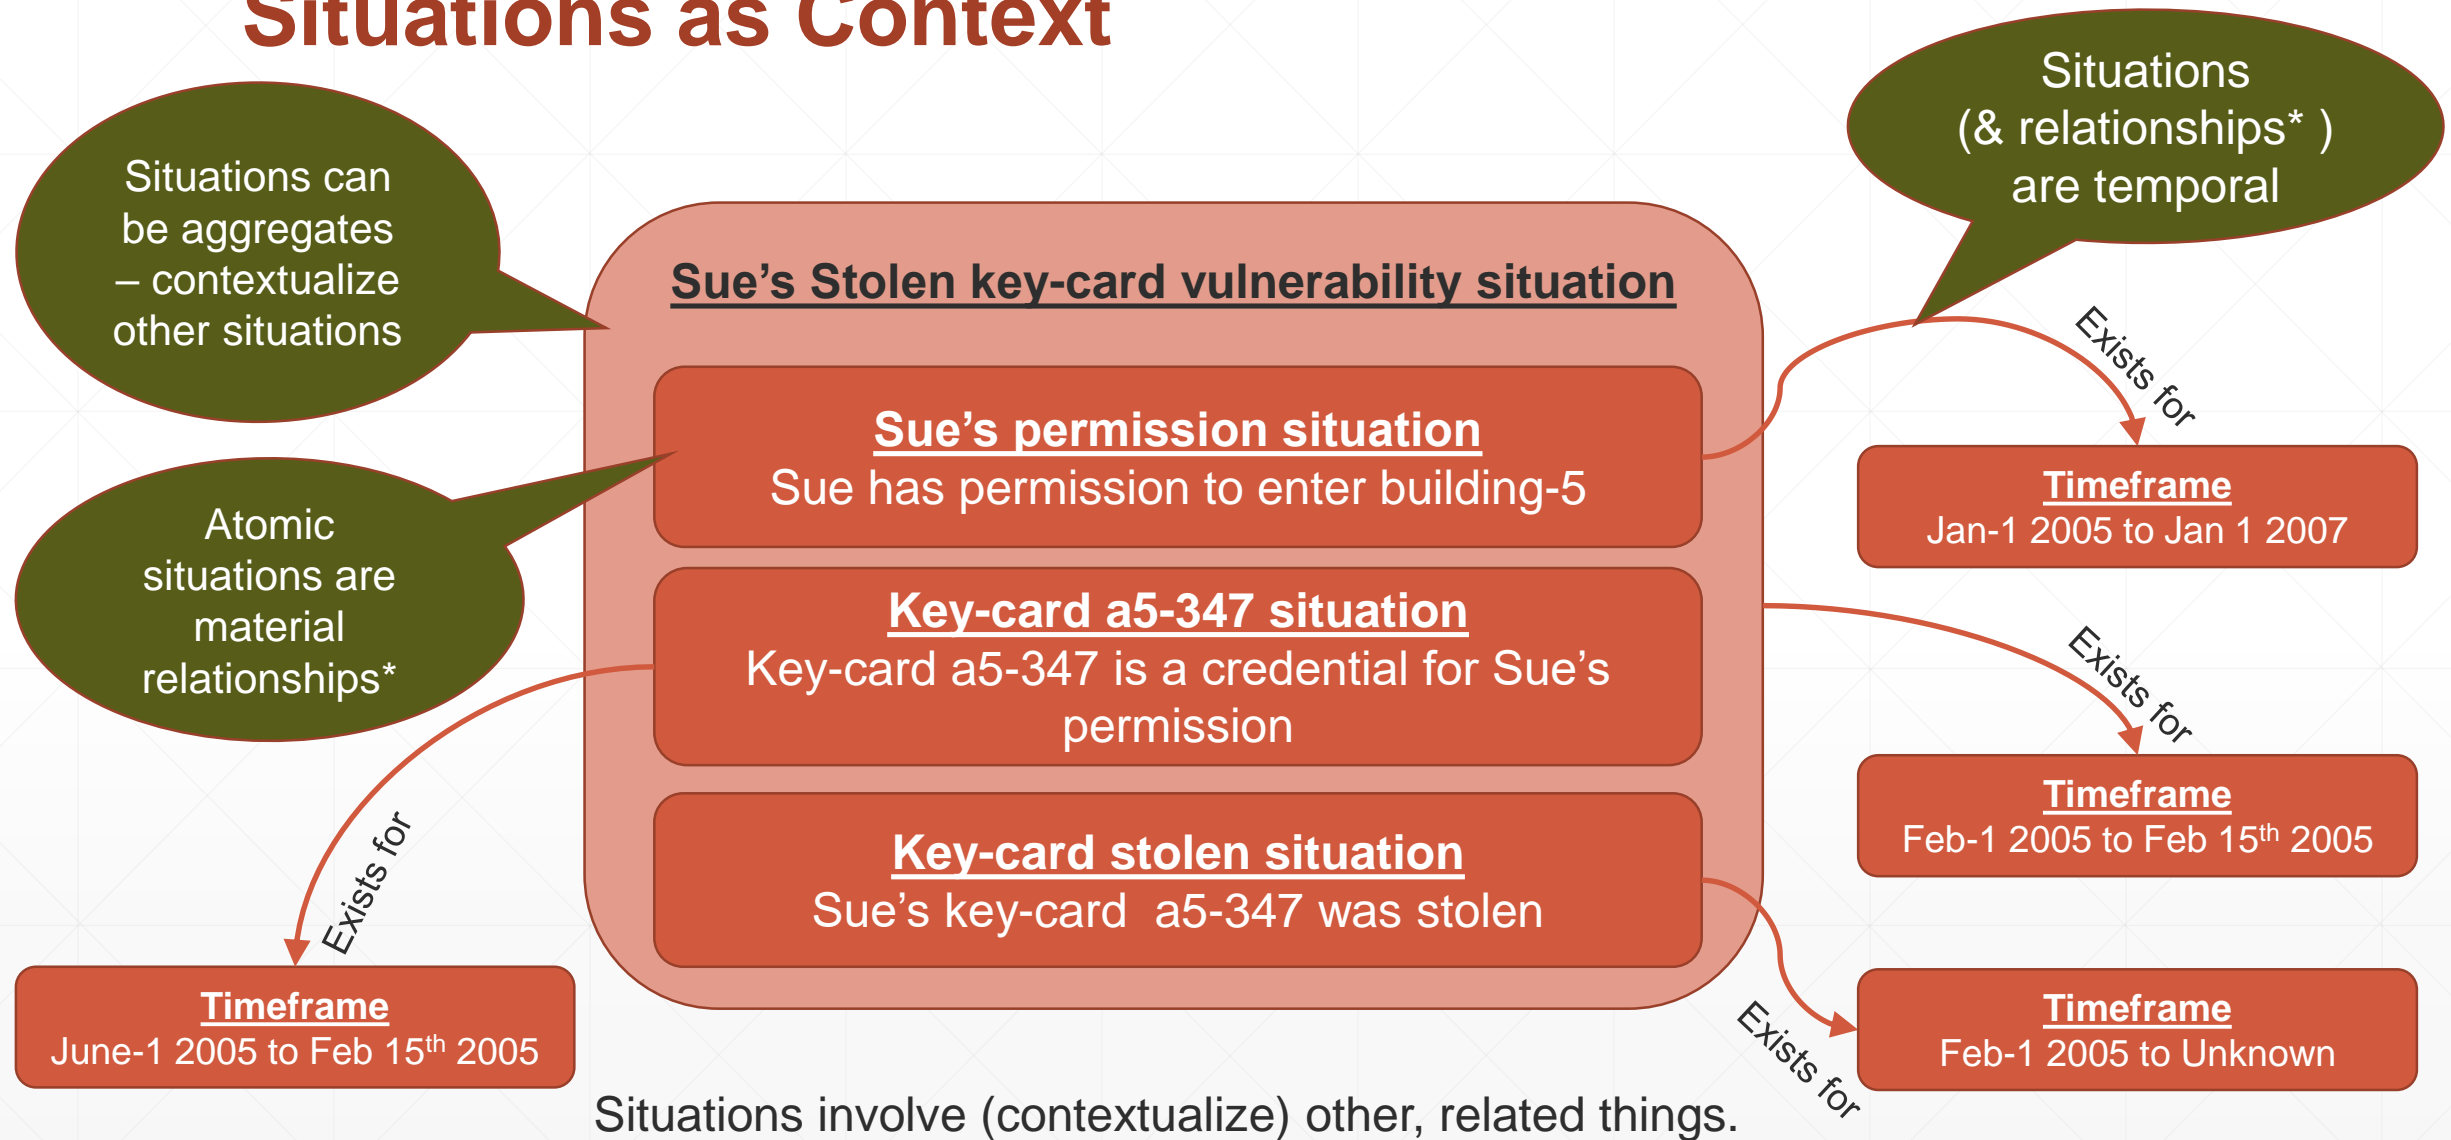 Situations as Context
Situations can
be aggregates
– contextualize
other situations
Situations
(& relationships* )
are temporal
Sue’s Stolen key-card vulnerability situation
Sue’s permission situation
Sue has permission to enter building-5
Exists for
Timeframe
Jan-1 2005 to Jan 1 2007
Atomic
situations are
material
relationships*
Key-card a5-347 situation
Key-card a5-347 is a credential for Sue’s
permission
Exists for
Timeframe
Feb-1 2005 to Feb 15th 2005
Key-card stolen situation
Sue’s key-card  a5-347 was stolen
Exists for
Timeframe
June-1 2005 to Feb 15th 2005
Exists for
Timeframe
Feb-1 2005 to Unknown
Situations involve (contextualize) other, related things.